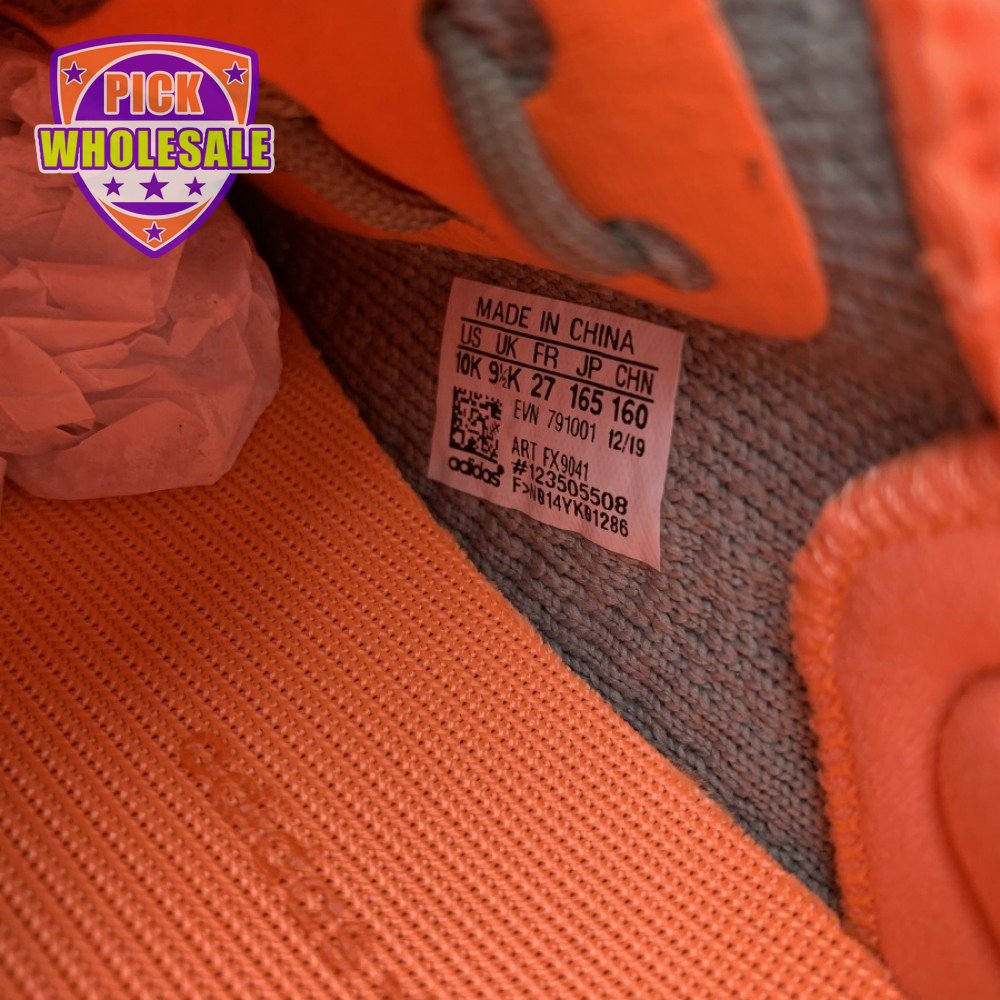 PICK
WHOLESALE
MADE IN CHINA
US UK FR JP CHN
10K 9½K 27 165 160
EVN 791001 12/19
ART FX9041
#123505508
F>N014YK01286
adidas